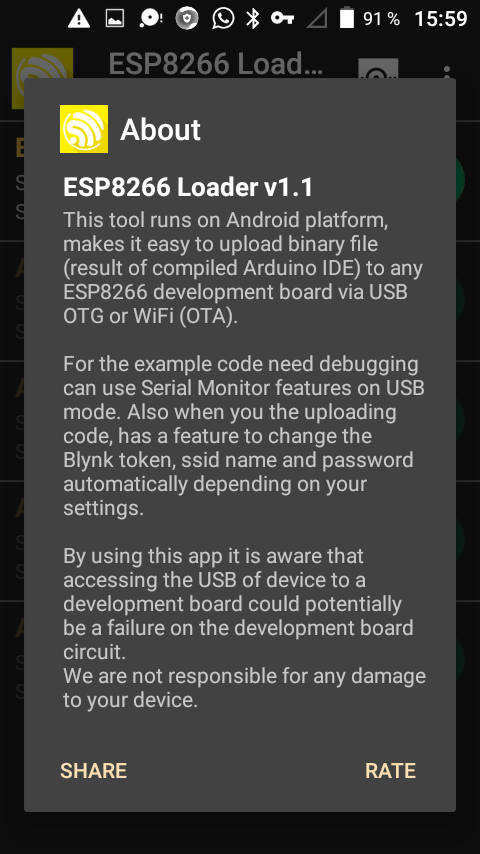 91 % 15:59
ESP8266 Load...
About
ESP8266 Loader v1.1
This tool runs on Android platform,
makes it easy to upload binary file
(result of compiled Arduino IDE) to any
ESP8266 development board via USB
OTG or WiFi (OTA).
For the example code need debugging
can use Serial Monitor features on USB
mode. Also when you the uploading
code, has a feature to change the
Blynk token, ssid name and password
automatically depending on your
settings.
By using this app it is aware that
accessing the USB of device to a
development board could potentially
be a failure on the development board
circuit.
We are not responsible for any damage
to your device.
SHARE RATE